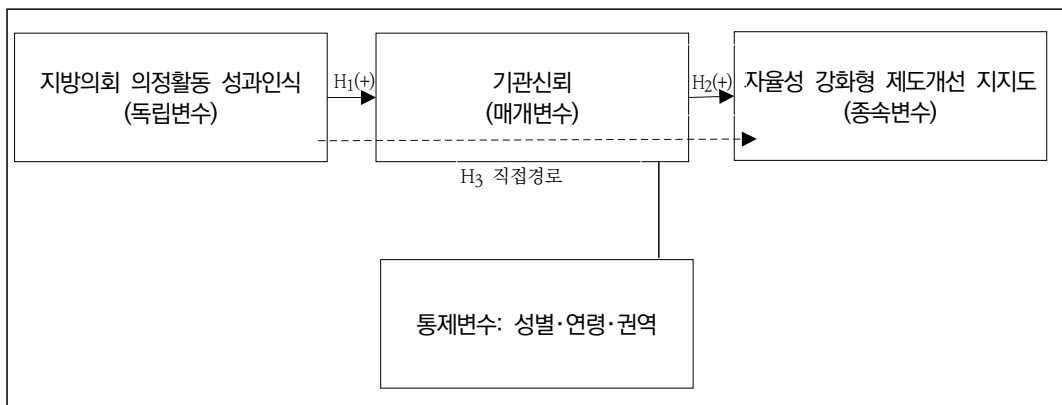 지방의회 의정활동 성과인식
(독립변수)
H₁(+)
기관신뢰
(매개변수)
H₂(+)
자율성 강화형 제도개선 지지도
(종속변수)
H₃ 직접경로
통제변수: 성별·연령·권역